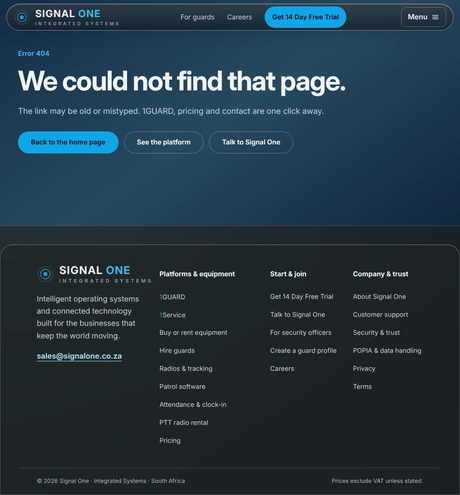 SIGNAL ONE
INTEGRATED SYSTEMS
For guards
Careers
Get 14 Day Free Trial
Menu
Error 404
We could not find that page.
The link may be old or mistyped. 1GUARD, pricing and contact are one click away.
Back to the home page
See the platform
Talk to Signal One
SIGNAL ONE
INTEGRATED SYSTEMS
Intelligent operating systems
and connected technology
built for the businesses that
keep the world moving.
sales@signalone.co.za
Platforms & equipment
1GUARD
1Service
Buy or rent equipment
Hire guards
Radios & tracking
Patrol software
Attendance & clock-in
PTT radio rental
Pricing
Start & join
Get 14 Day Free Trial
Talk to Signal One
For security officers
Create a guard profile
Careers
Company & trust
About Signal One
Customer support
Security & trust
POPIA & data handling
Privacy
Terms
© 2026 Signal One · Integrated Systems · South Africa
Prices exclude VAT unless stated.